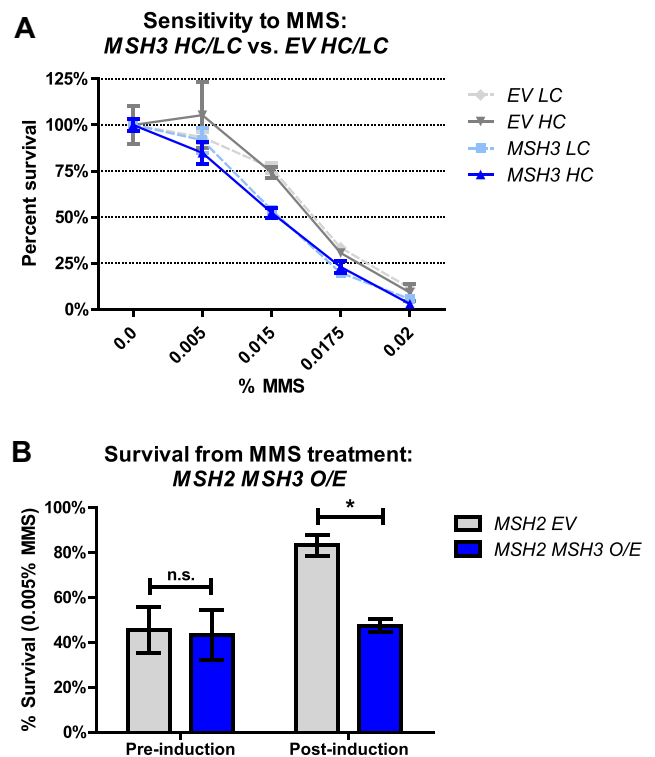 A
Sensitivity to MMS:
MSH3 HC/LC vs. EV HC/LC
125%
100%
75%
50%
25%
0%
Percent survival
0.0
0.005
0.015
0.0175
0.02
% MMS
EV LC
EV HC
MSH3 LC
MSH3 HC
B
Survival from MMS treatment:
MSH2 MSH3 O/E
100%
80%
60%
40%
20%
0%
% Survival (0.005% MMS)
n.s.
*
Pre-induction
Post-induction
MSH2 EV
MSH2 MSH3 O/E